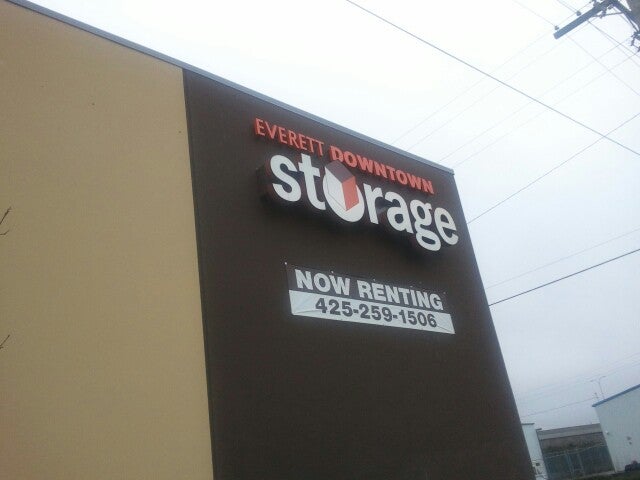 EVERETT DOWNTOWN
storage
NOW RENTING
425-259-1506